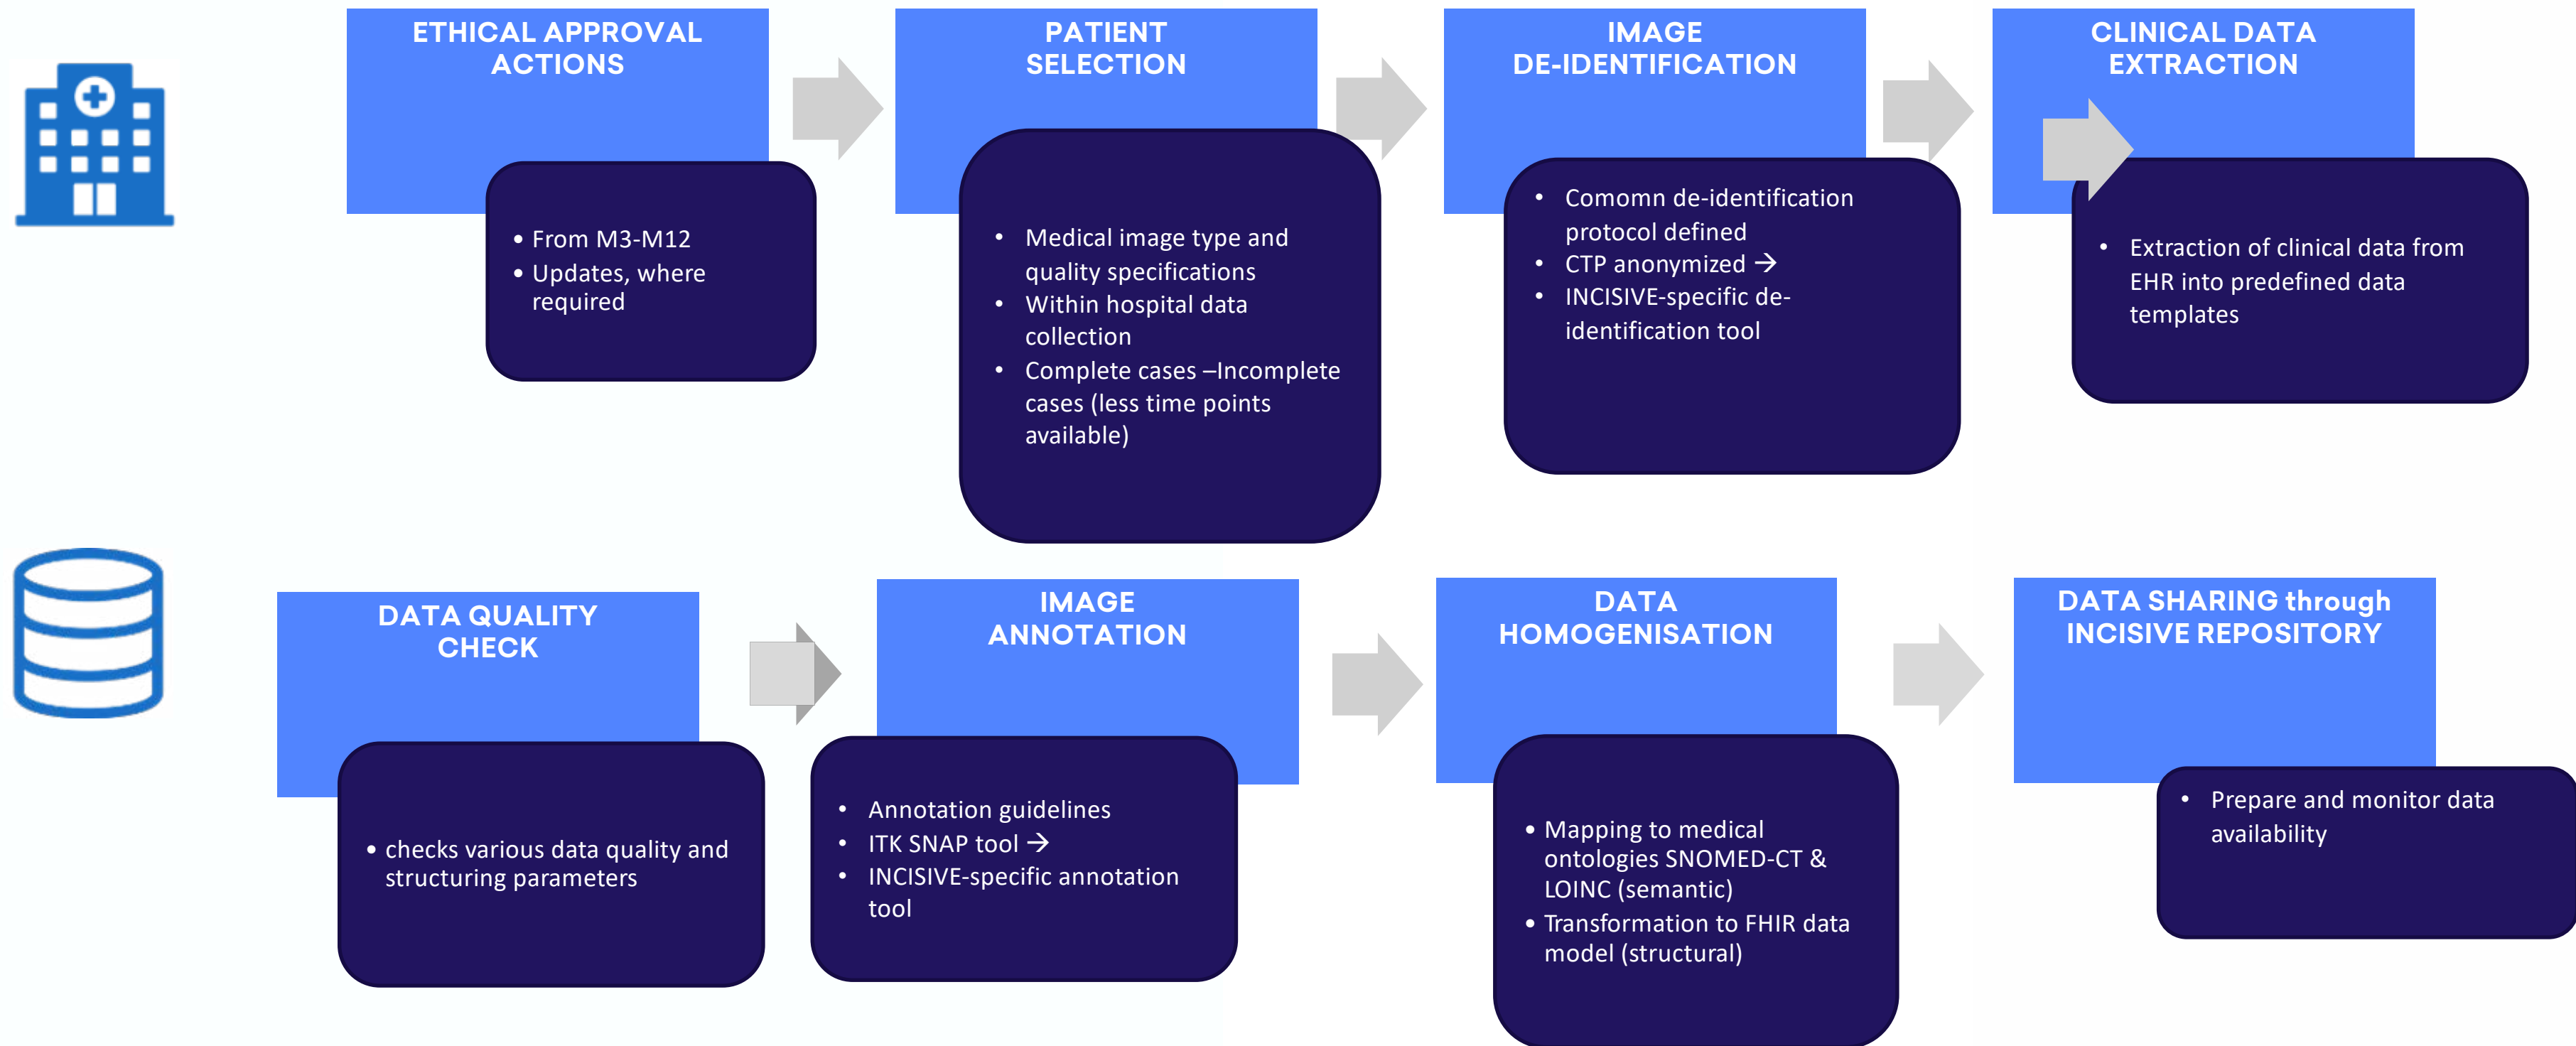 ETHICAL APPROVAL
ACTIONS
• From M3-M12
• Updates, where
required
PATIENT
SELECTION
• Medical image type and
quality specifications
• Within hospital data
collection
• Complete cases –Incomplete
cases (less time points
available)
IMAGE
DE-IDENTIFICATION
• Comomn de-identification
protocol defined
• CTP anonymized →
• INCISIVE-specific de-
identification tool
CLINICAL DATA
EXTRACTION
• Extraction of clinical data from
EHR into predefined data
templates
DATA QUALITY
CHECK
• checks various data quality and
structuring parameters
IMAGE
ANNOTATION
• Annotation guidelines
• ITK SNAP tool →
• INCISIVE-specific annotation
tool
DATA
HOMOGENISATION
• Mapping to medical
ontologies SNOMED-CT &
LOINC (semantic)
• Transformation to FHIR data
model (structural)
DATA SHARING through
INCISIVE REPOSITORY
• Prepare and monitor data
availability